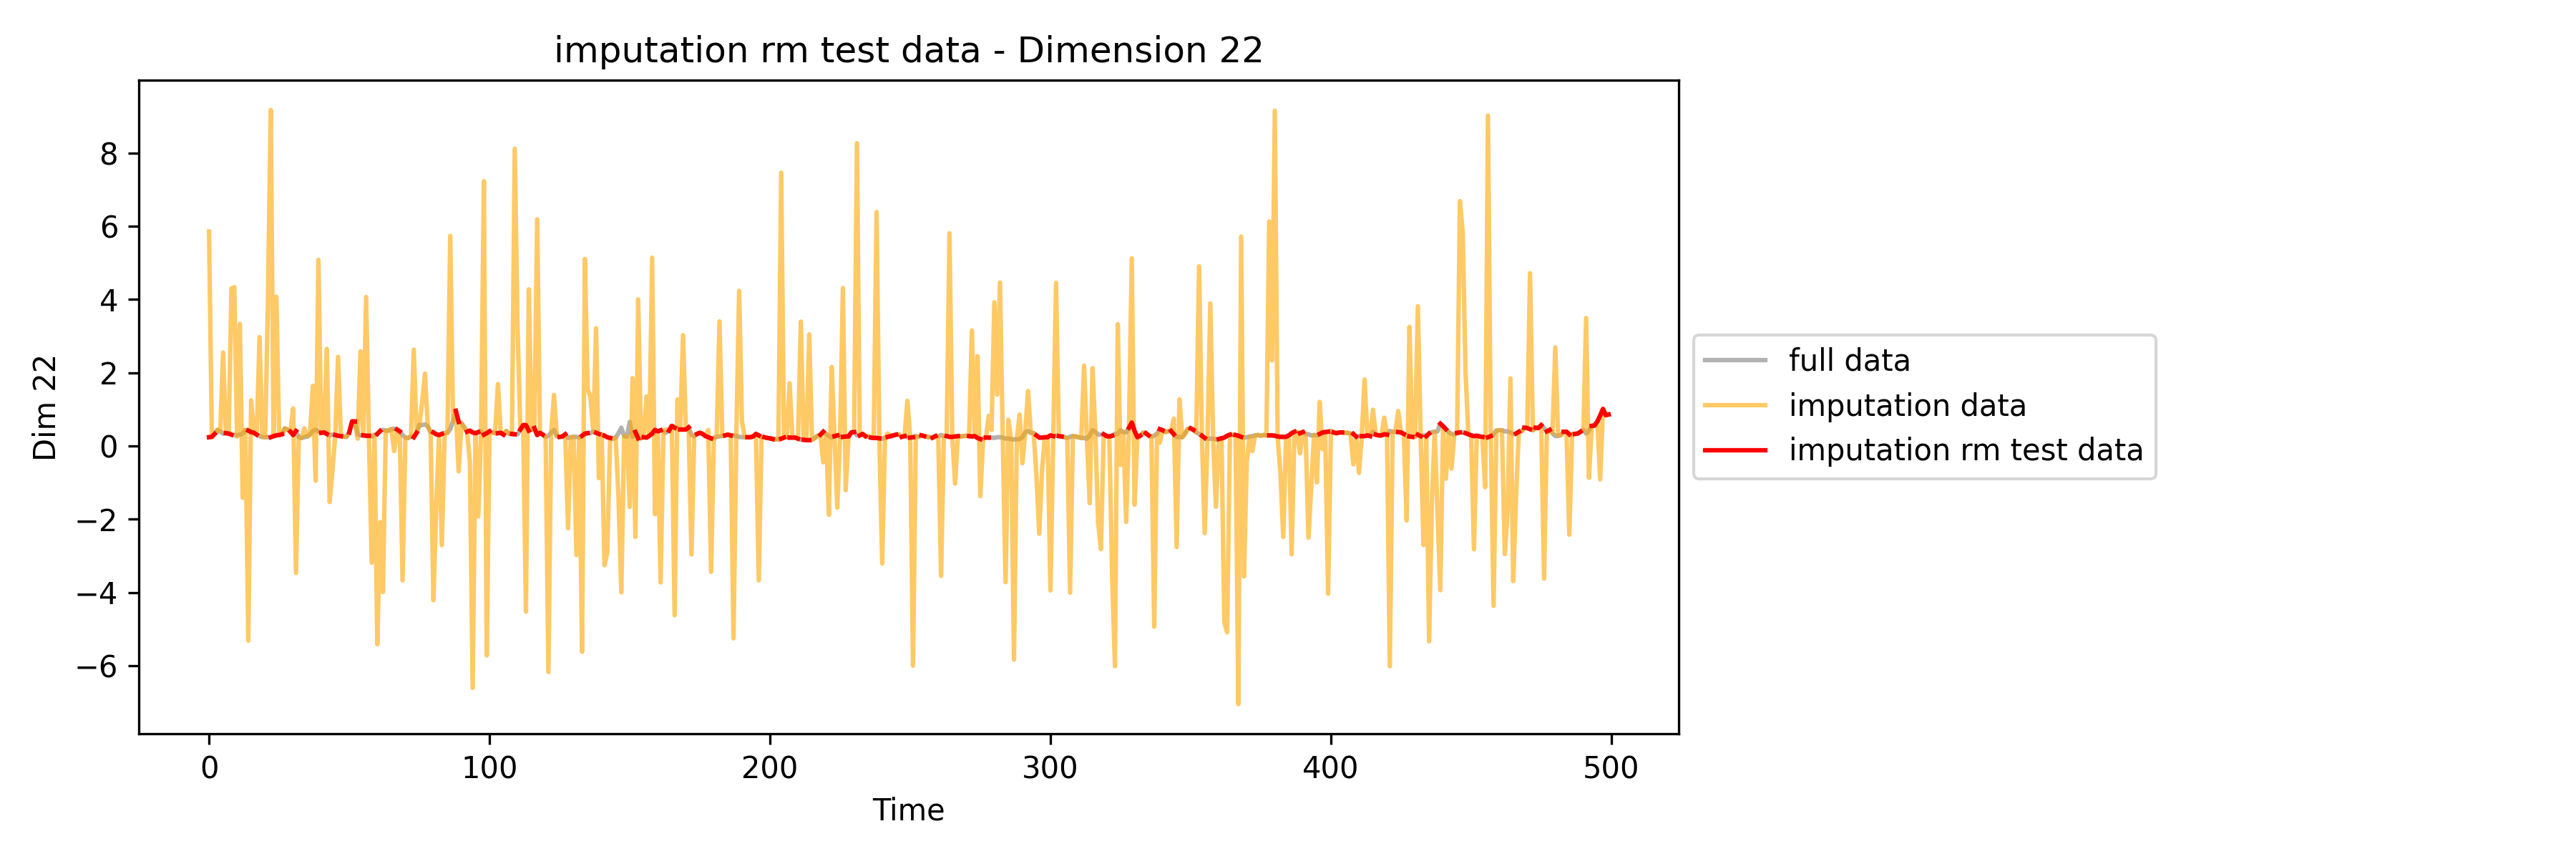 imputation rm test data - Dimension 22
8
6
4
2
0
−2
−4
−6
Dim 22
0 100 200 300 400 500
Time
full data
imputation data
imputation rm test data